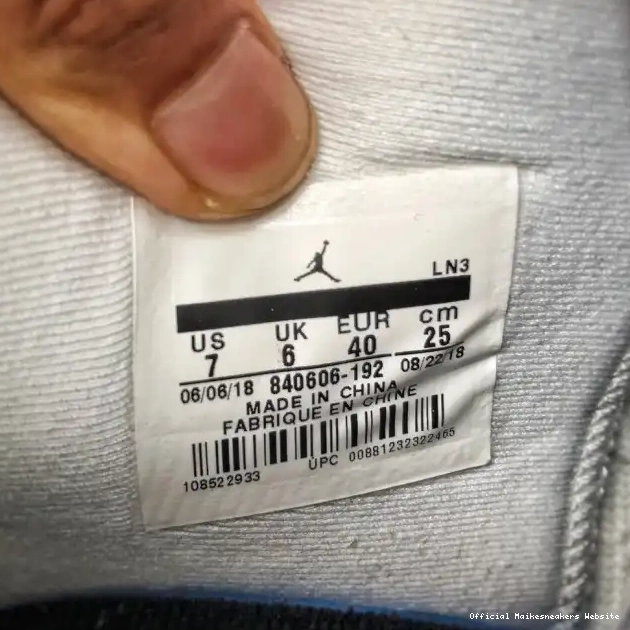 LN3
US UK EUR cm
7 6 40 25
06/06/18 840606-192 08/22/18
MADE IN CHINA
FABRIQUE EN CHINE
108522933 UPC 00881232322465
Official Maikesneakers Website